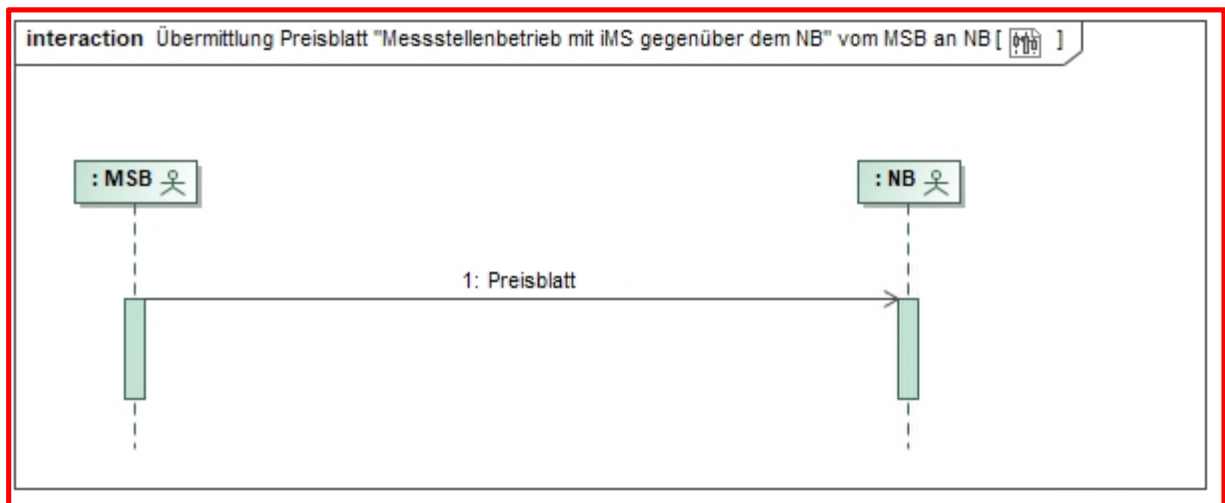 interaction Übermittlung Preisblatt "Messstellenbetrieb mit iMS gegenüber dem NB" vom MSB an NB [ ]
: MSB
: NB
1: Preisblatt